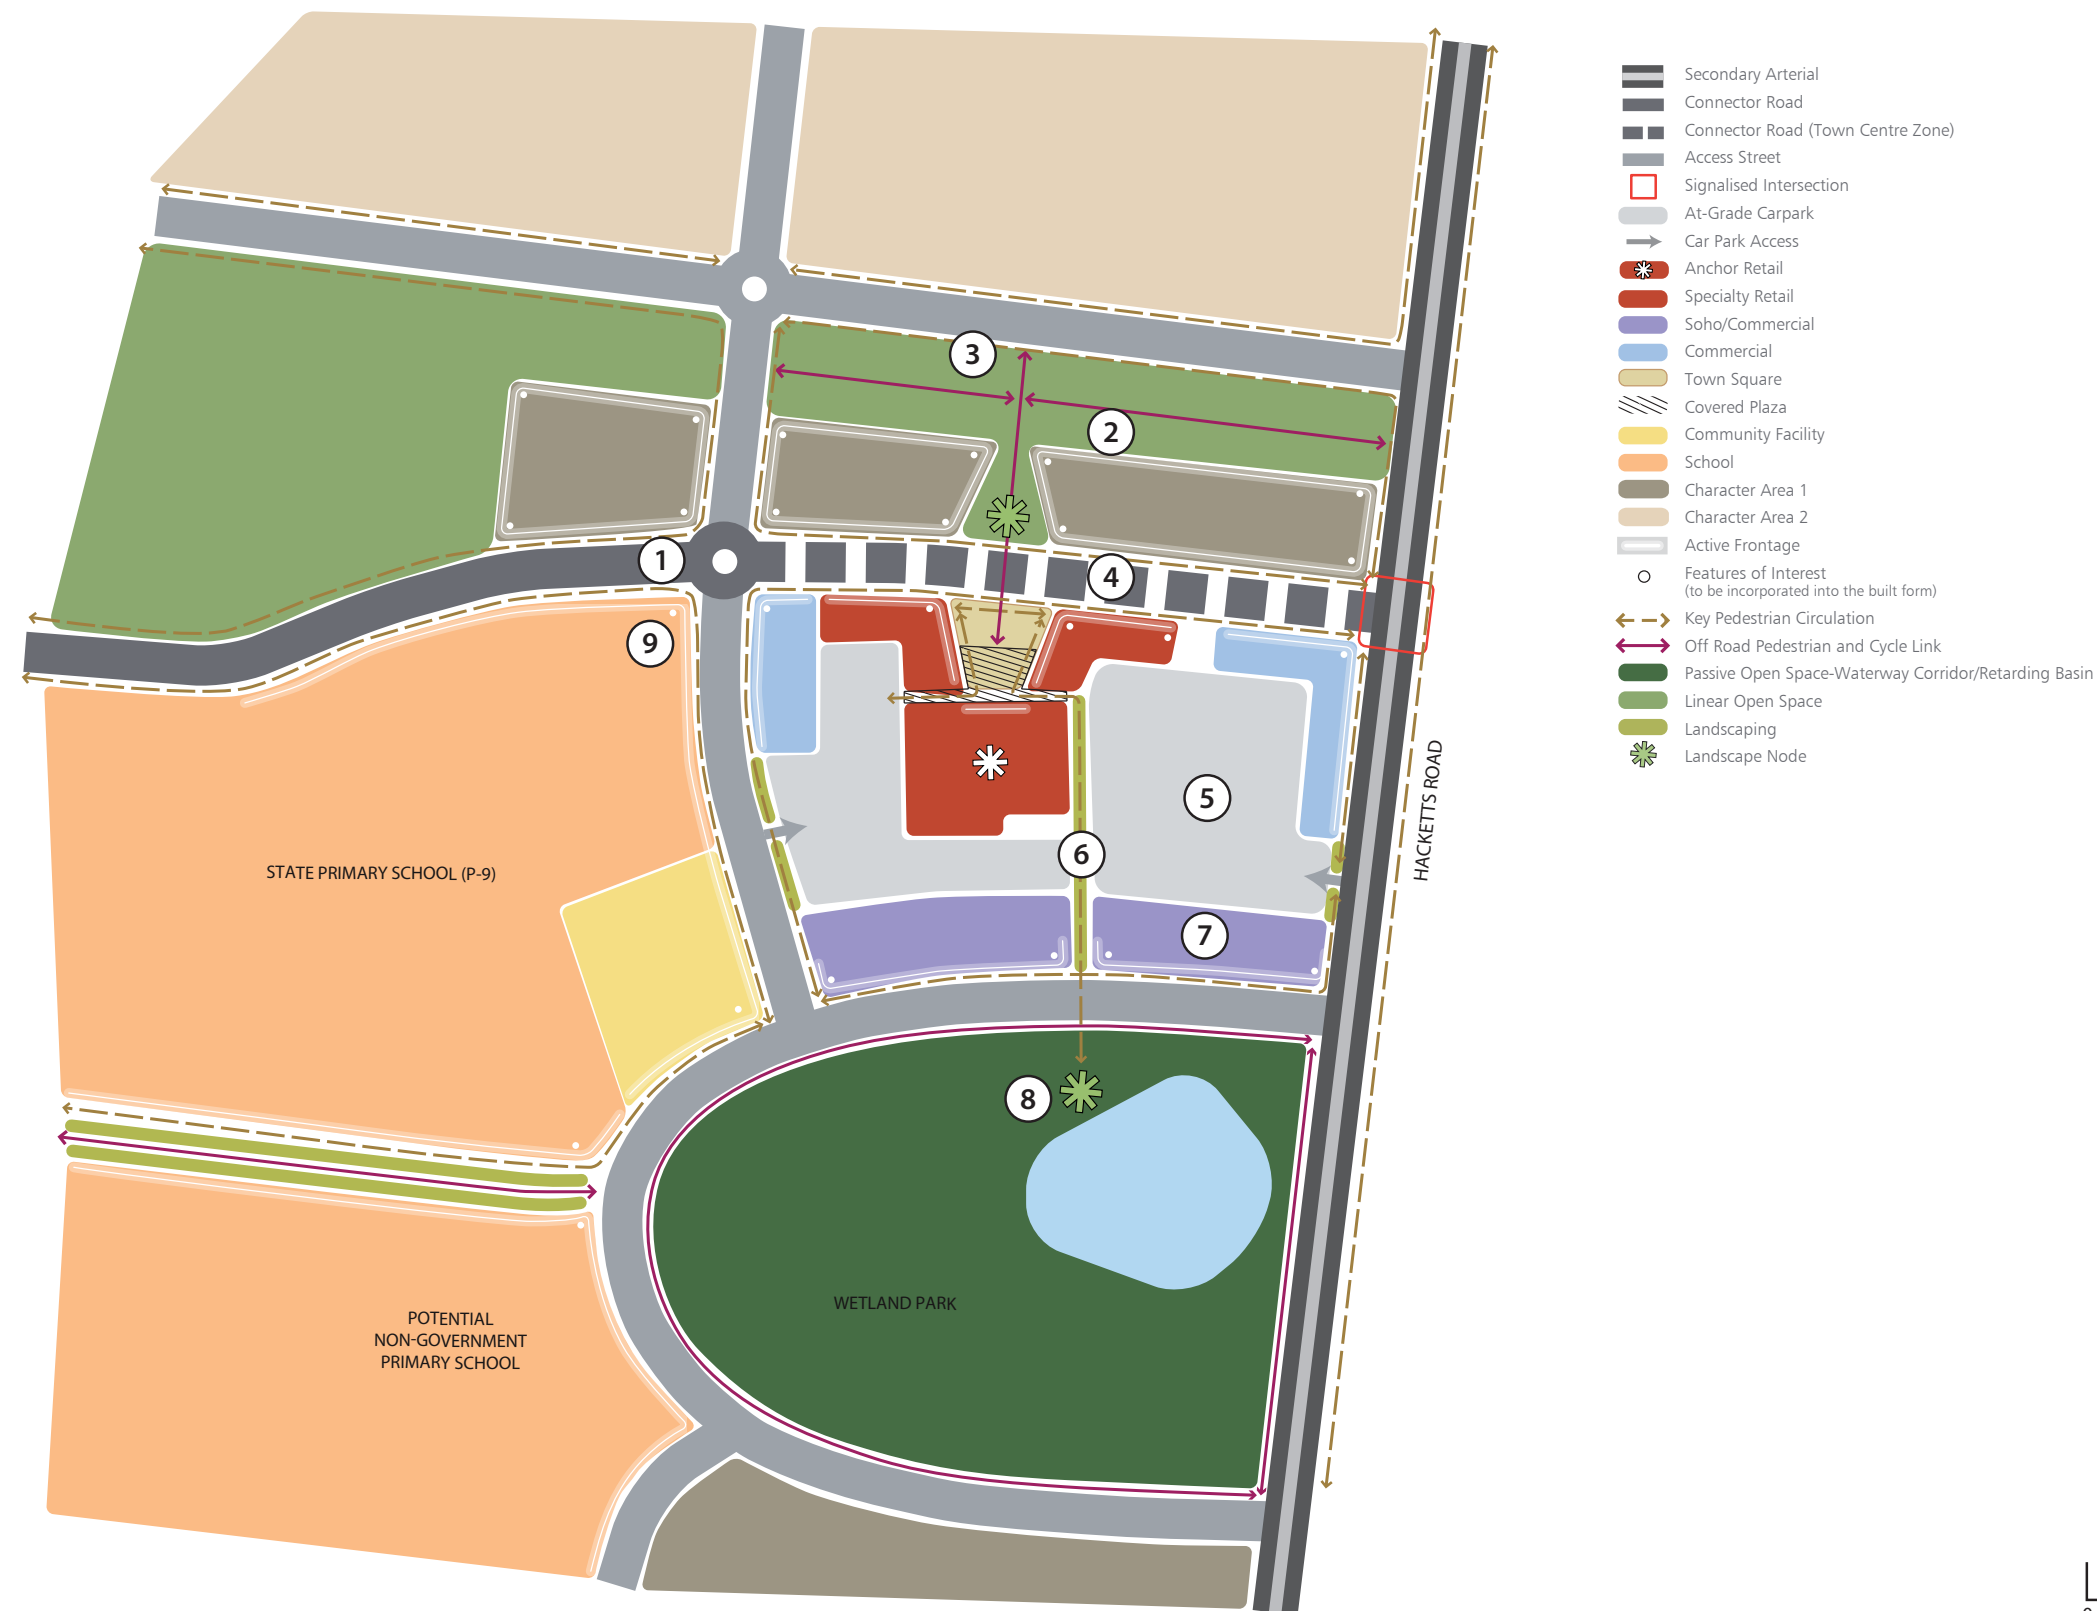 Secondary Arterial
Connector Road
Connector Road (Town Centre Zone)
Access Street
Signalised Intersection
At-Grade Carpark
Car Park Access
Anchor Retail
Specialty Retail
Soho/Commercial
Commercial
Town Square
Covered Plaza
Community Facility
School
Character Area 1
Character Area 2
Active Frontage
Features of Interest
(to be incorporated into the built form)
Key Pedestrian Circulation
Off Road Pedestrian and Cycle Link
Passive Open Space-Waterway Corridor/Retarding Basin
Linear Open Space
Landscaping
Landscape Node
3
2
1
4
9
5
6
7
8
HACKETTS ROAD
STATE PRIMARY SCHOOL (P-9)
WETLAND PARK
POTENTIAL
NON-GOVERNMENT
PRIMARY SCHOOL